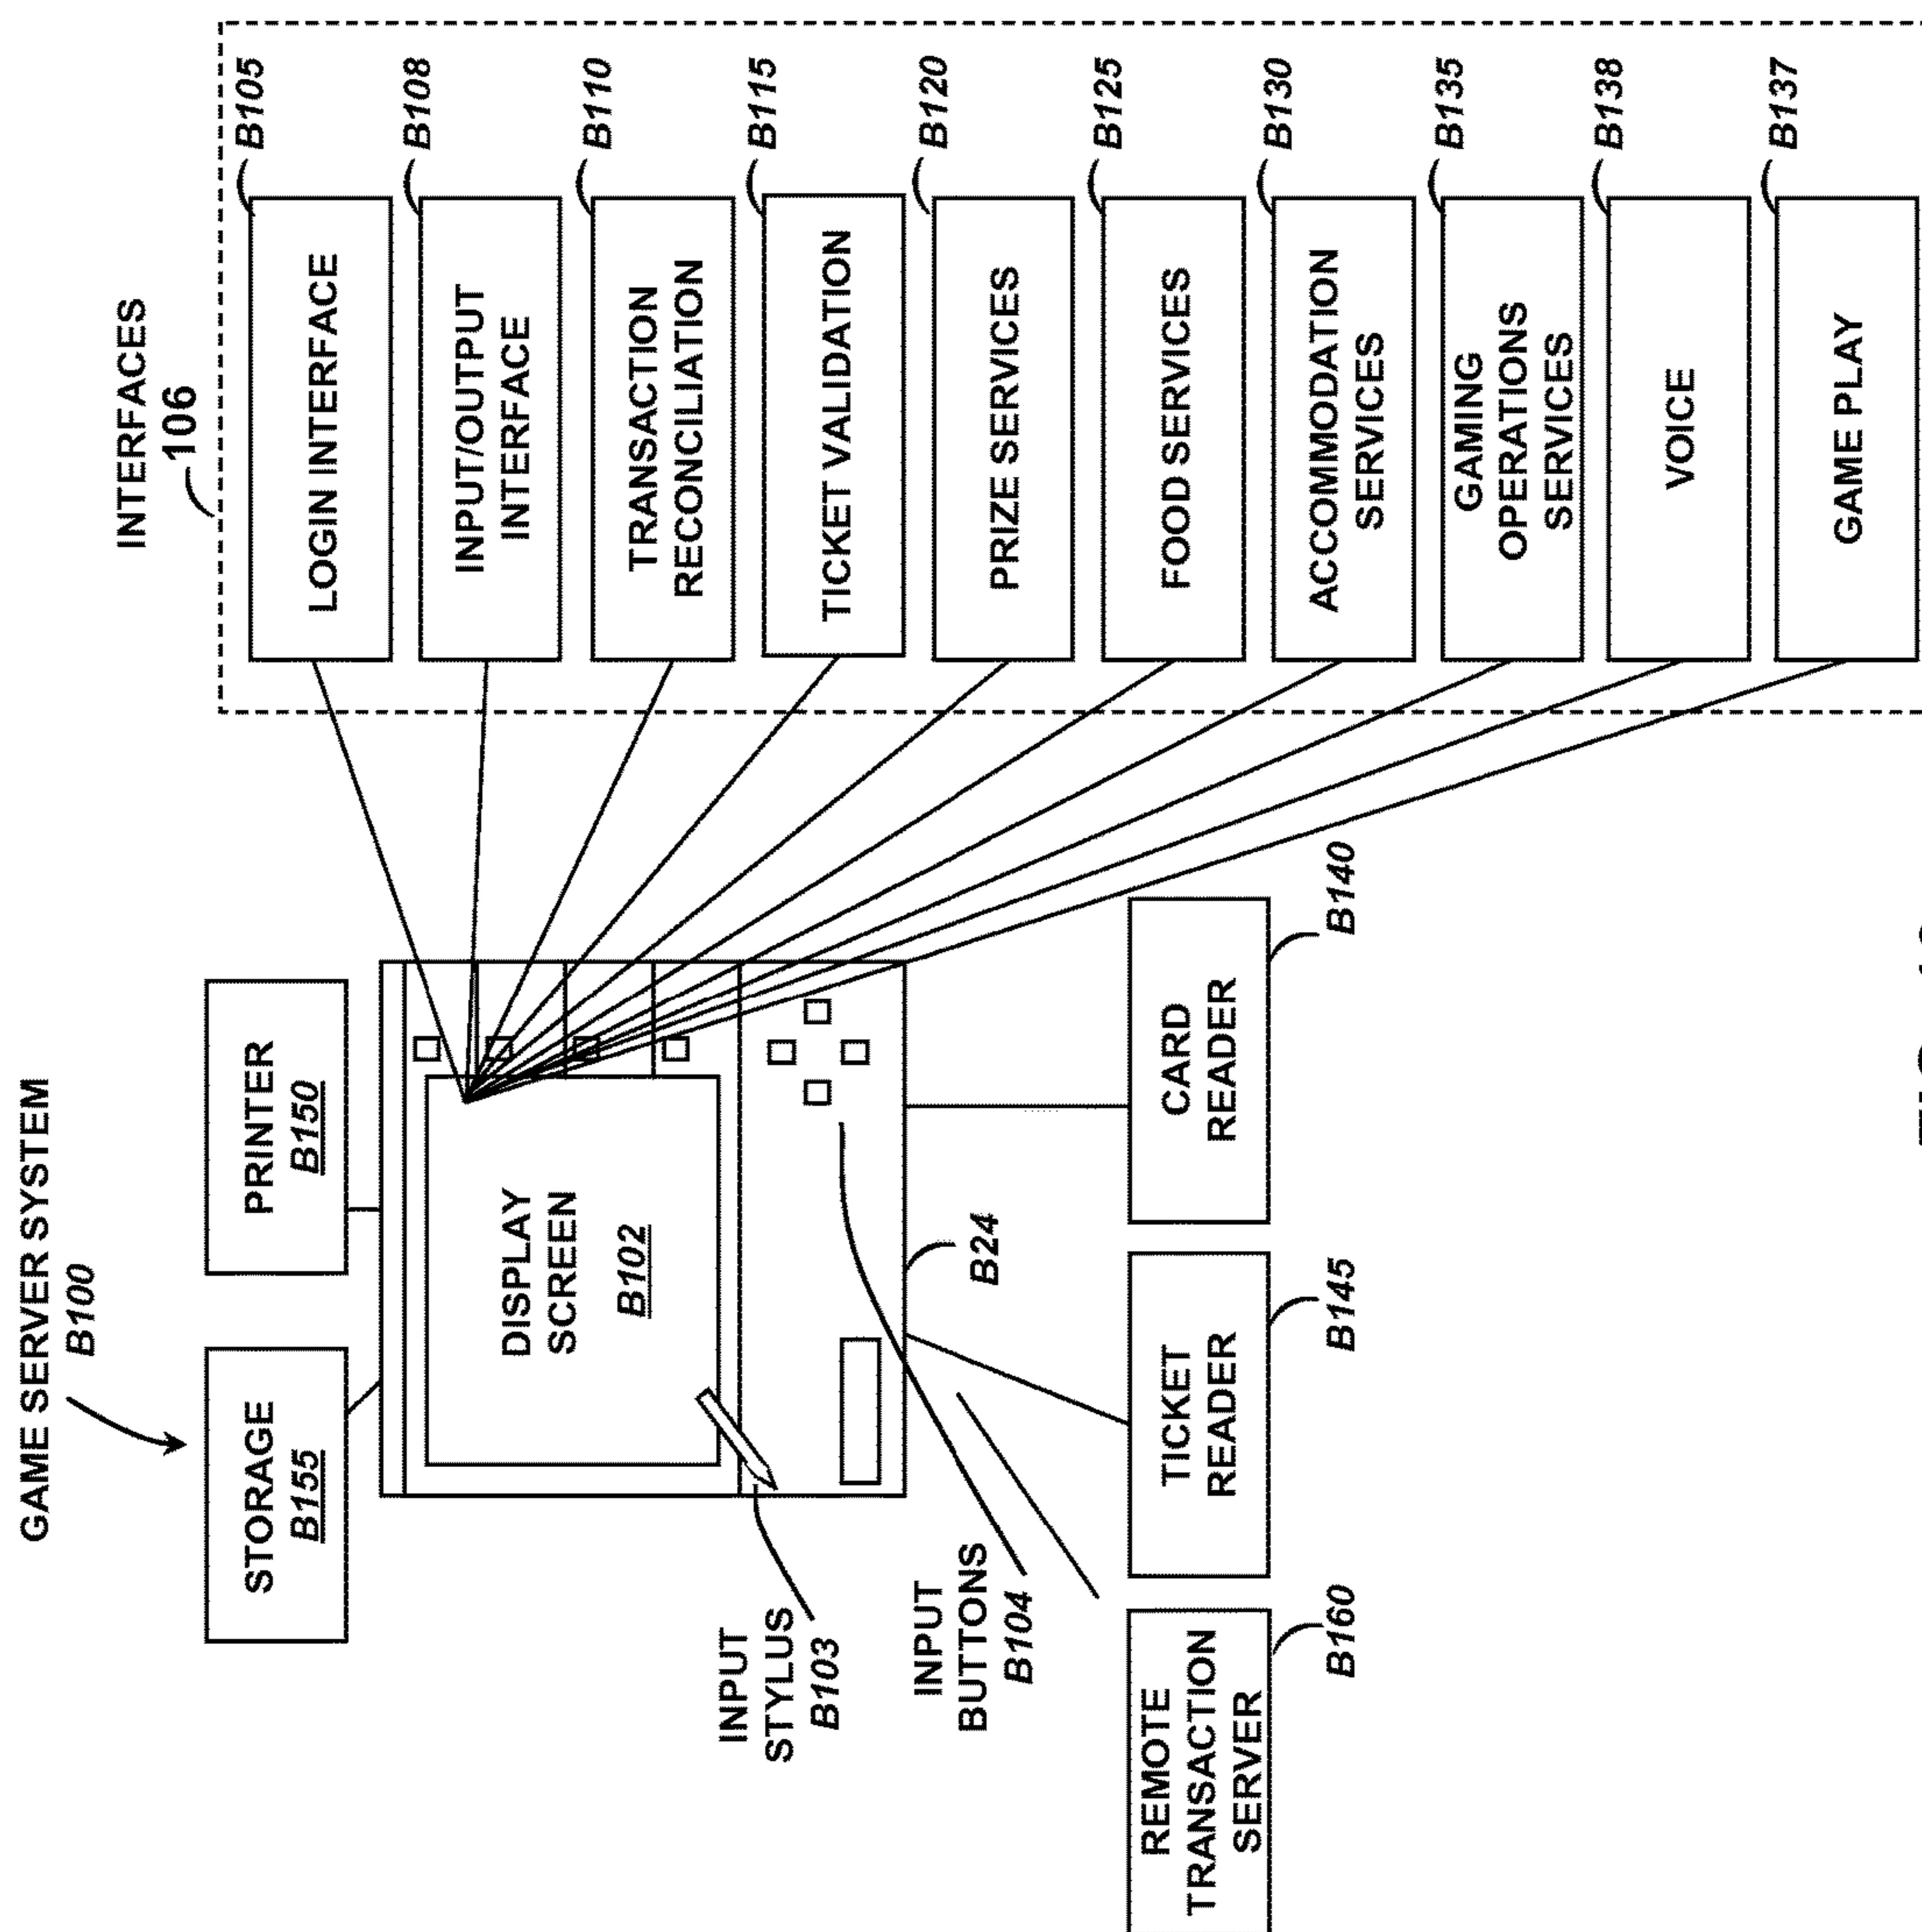 GAME SERVER SYSTEM
B100
STORAGE
B155
PRINTER
B150
DISPLAY
SCREEN
B102
INPUT
STYLUS
B103
INPUT
BUTTONS
B104
B24
REMOTE
TRANSACTION
SERVER
B160
TICKET
READER
B145
CARD
READER
B140
INTERFACES
106
LOGIN INTERFACE
B105
INPUT/OUTPUT
INTERFACE
B108
TRANSACTION
RECONCILIATION
B110
TICKET VALIDATION
B115
PRIZE SERVICES
B120
FOOD SERVICES
B125
ACCOMMODATION
SERVICES
B130
GAMING
OPERATIONS
SERVICES
B135
VOICE
B138
GAME PLAY
B137